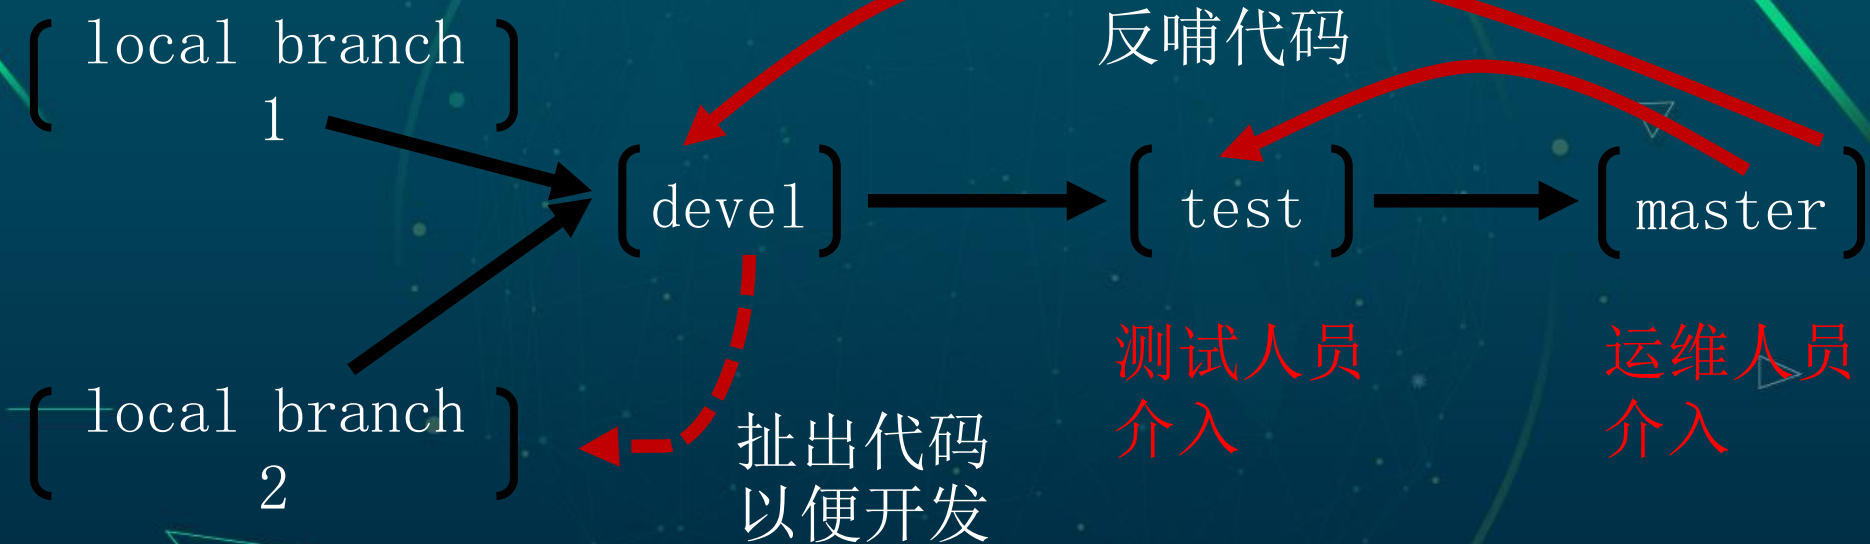 local branch
1
反哺代码
devel
test
master
local branch
2
扯出代码
以便开发
测试人员
介入
运维人员
介入